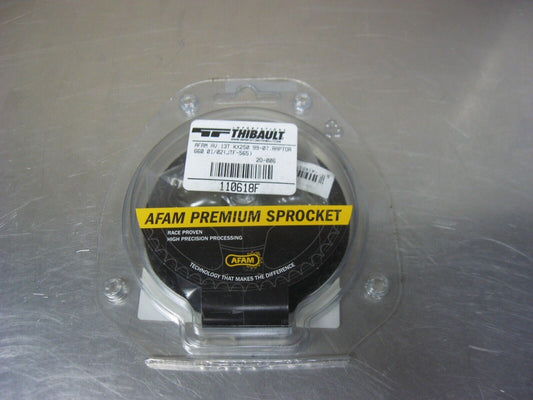 THIBAULT
AFAM AV 13T KX250 99-07,RAPTOR
660 01/02(JTF-565)
20-806
110618F
AFAM PREMIUM SPROCKET
RACE PROVEN
HIGH PRECISION PROCESSING
AFAM
TECHNOLOGY THAT MAKES THE DIFFERENCE